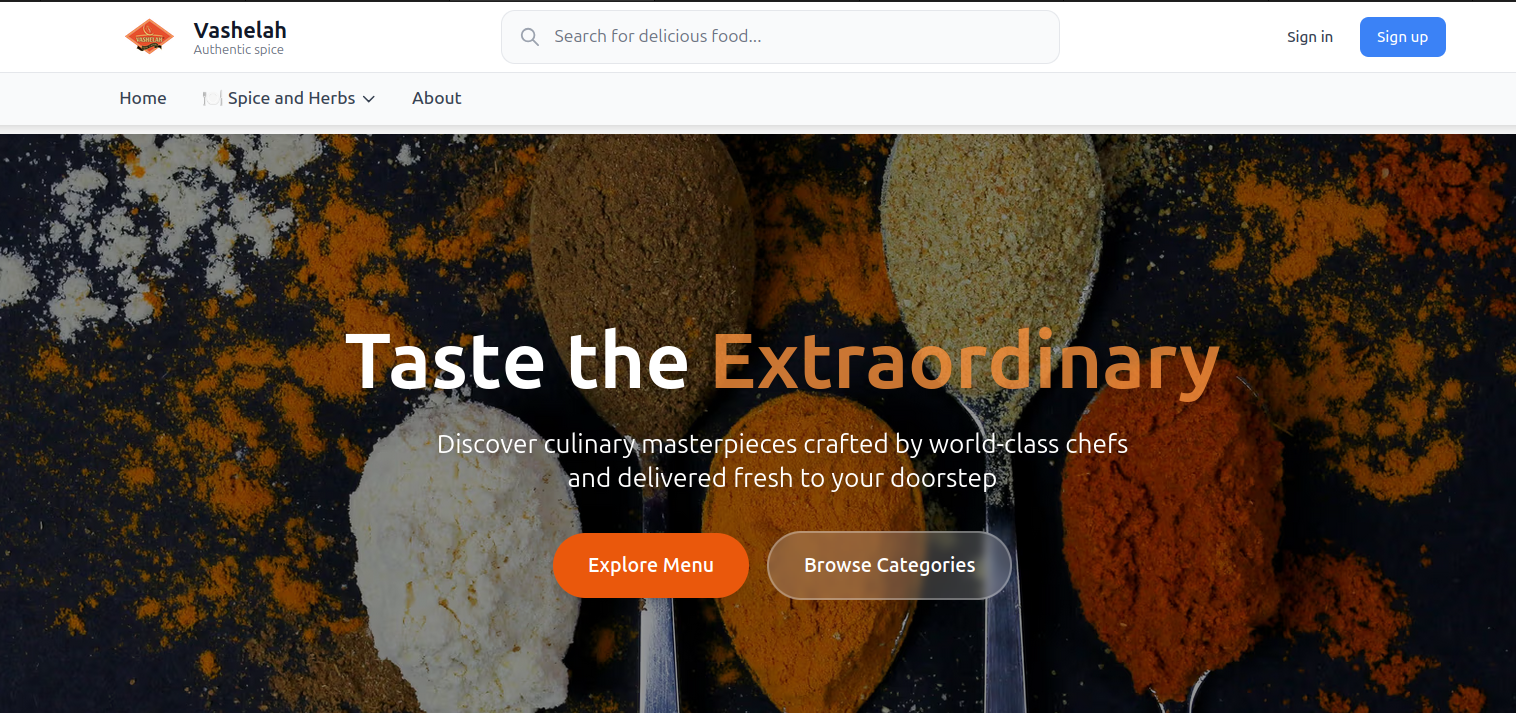 VASHELAH
Vashelah
Authentic spice
Search for delicious food...
Sign in
Sign up
Home
Spice and Herbs
About
Taste the Extraordinary
Discover culinary masterpieces crafted by world-class chefs
and delivered fresh to your doorstep
Explore Menu
Browse Categories